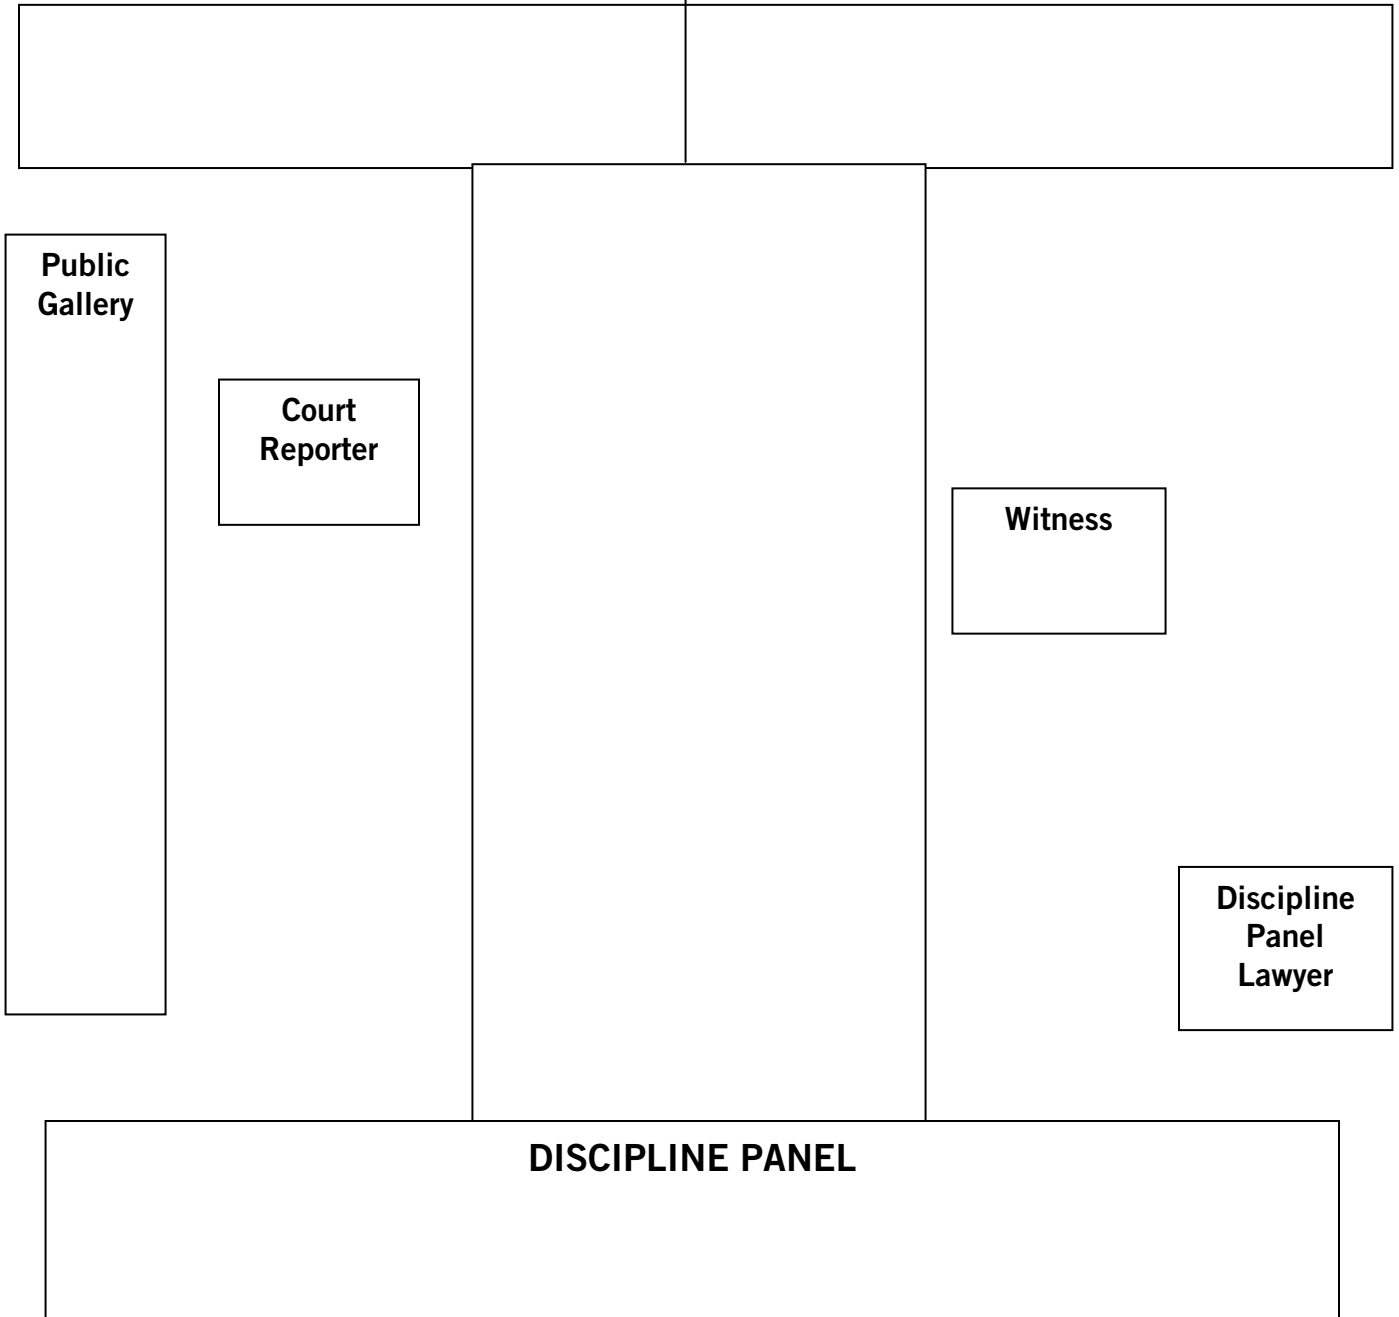 Public
Gallery
Court
Reporter
Witness
Discipline
Panel
Lawyer
DISCIPLINE PANEL